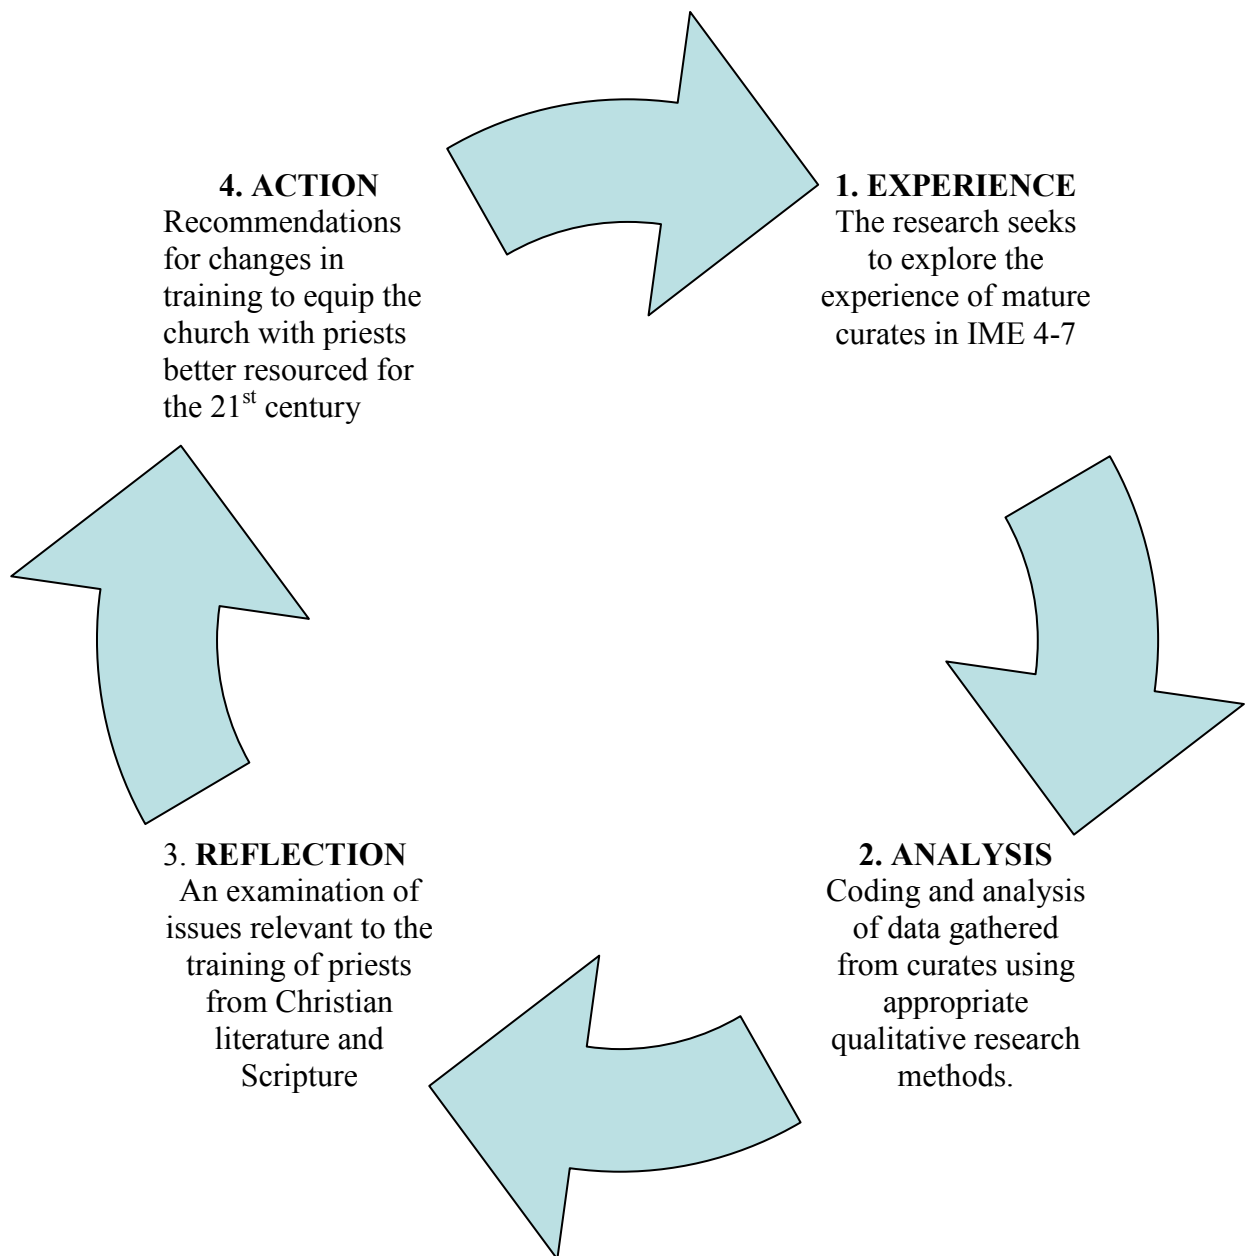 1. EXPERIENCE
The research seeks
to explore the
experience of mature
curates in IME 4-7
2. ANALYSIS
Coding and analysis
of data gathered
from curates using
appropriate
qualitative research
methods.
3. REFLECTION
An examination of
issues relevant to the
training of priests
from Christian
literature and
Scripture
4. ACTION
Recommendations
for changes in
training to equip the
church with priests
better resourced for
the 21st century